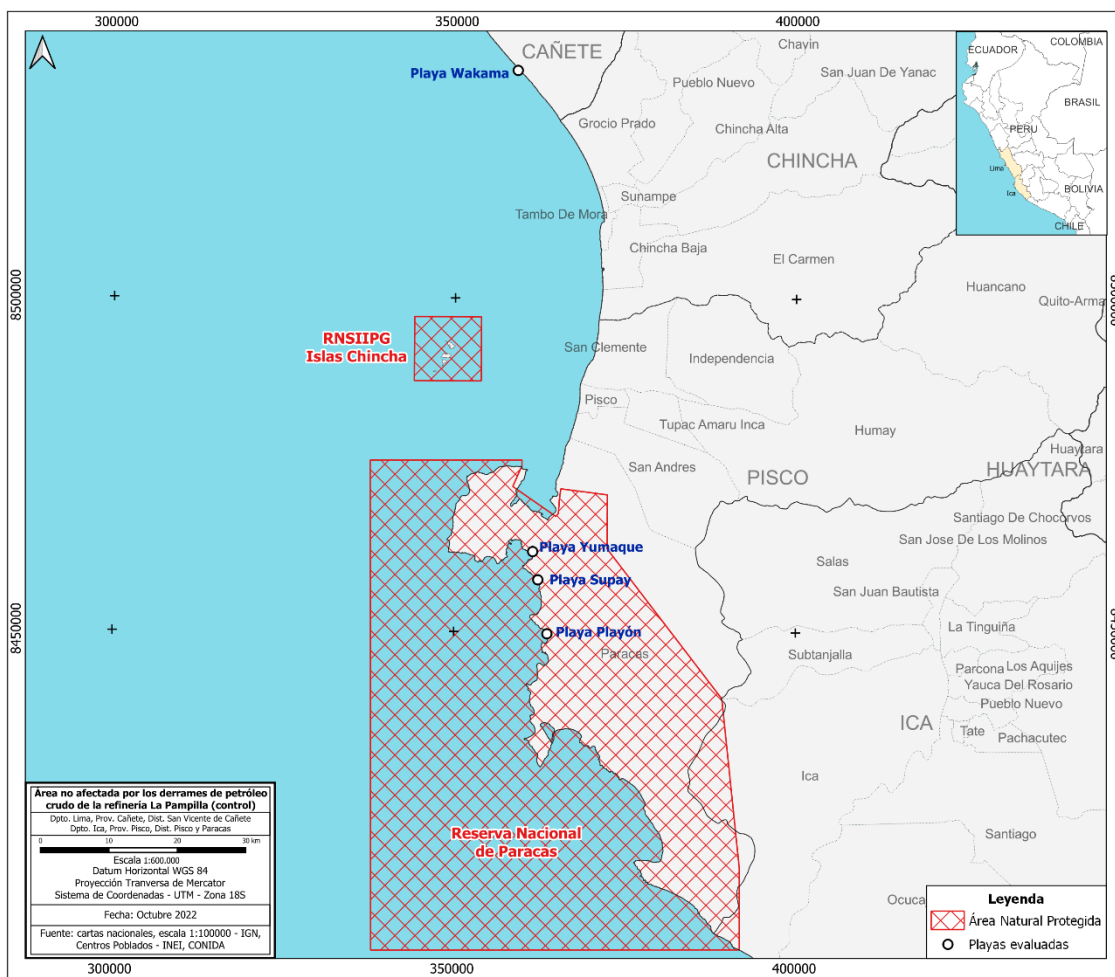 300000
350000
400000
CAÑETE
Playa Wakama
Chavin
Pueblo Nuevo
San Juan De Yanac
Grocio Prado
Chincha Alta
CHINCHA
Sunampe
Tambo De Mora
Chincha Baja
El Carmen
Huancano
Quito-Arma
ECUADOR
COLOMBIA
BRASIL
PERU
Lima
Ica
BOLIVIA
CHILE
8500000
8500000
RNSIIPG
Islas Chincha
San Clemente
Independencia
Pisco
Tupac Amaru Inca
Humay
San Andres
PISCO
Huaytara
HUAYTARA
Santiago De Chocorvos
San Jose De Los Molinos
Playa Yumaque
Salas
Playa Supay
San Juan Bautista
8450000
8450000
Playa Playón
La Tinguiña
Paracas
Subtanjalla
Parcona
Los Aquijes
Yauca Del Rosario
Pueblo Nuevo
ICA
Tate
Pachacutec
Ica
Santiago
Reserva Nacional
de Paracas
Ocuca
Área no afectada por los derrames de petróleo
crudo de la refinería La Pampilla (control)
Dpto. Lima, Prov. Cañete, Dist. San Vicente de Cañete
Dpto. Ica, Prov. Pisco, Dist. Pisco y Paracas
0 10 20 30 km
Escala 1:600.000
Datum Horizontal WGS 84
Proyección Tranversa de Mercator
Sistema de Coordenadas - UTM - Zona 18S
Fecha: Octubre 2022
Fuente: cartas nacionales, escala 1:100000 - IGN,
Centros Poblados - INEI, CONIDA
Leyenda
Área Natural Protegida
Playas evaluadas
300000
350000
400000